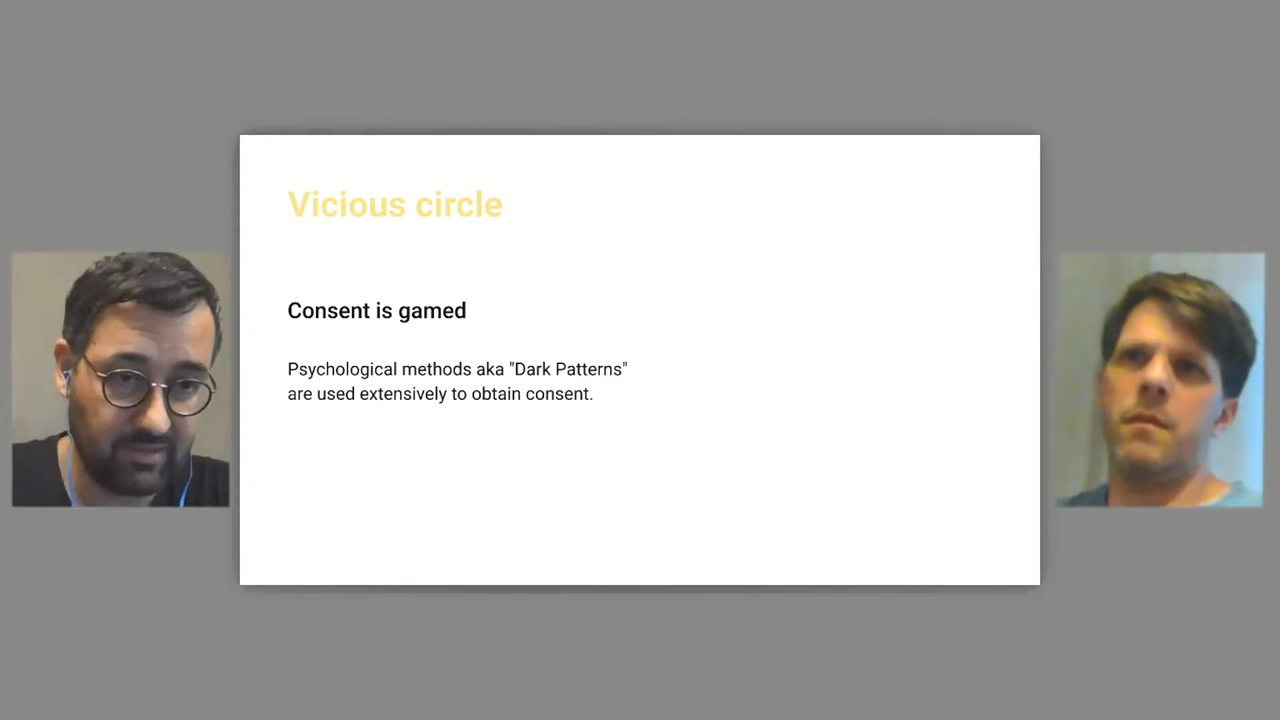 Vicious circle
Consent is gamed
Psychological methods aka "Dark Patterns"
are used extensively to obtain consent.